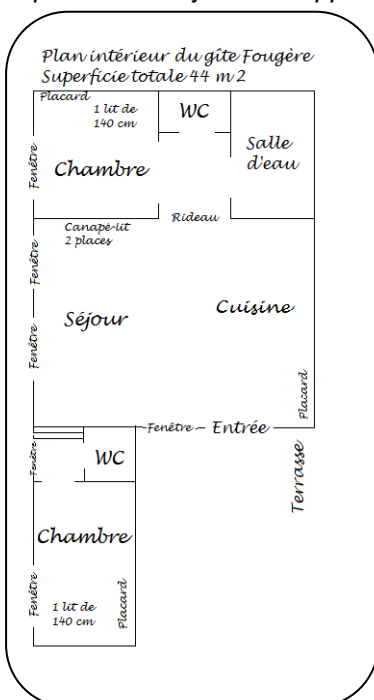 Plan intérieur du gîte Fougère
Superficie totale 44 m 2
Placard
1 lit de
140 cm
WC
Salle
d'eau
Fenêtre
Chambre
Rideau
Canapé-lit
2 places
Fenêtre
Séjour
Cuisine
Fenêtre
Placard
Fenêtre
Entrée
Terrasse
Fenêtre
WC
Chambre
Fenêtre
1 lit de
140 cm
Placard